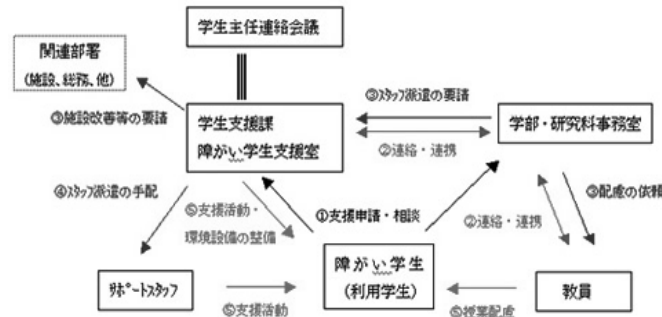 学生主任連絡会議
関連部署
(施設、総務、他)
③スタッフ派遣の要請
③施設改善等の要請
学生支援課
障がい学生支援室
学部・研究科事務室
②連絡・連携
④スタッフ派遣の手配
⑤支援活動・
環境設備の整備
①支援申請・相談
②連絡・連携
③配慮の依頼
サポートスタッフ
障がい学生
(利用学生)
教員
⑤支援活動
⑤授業配慮